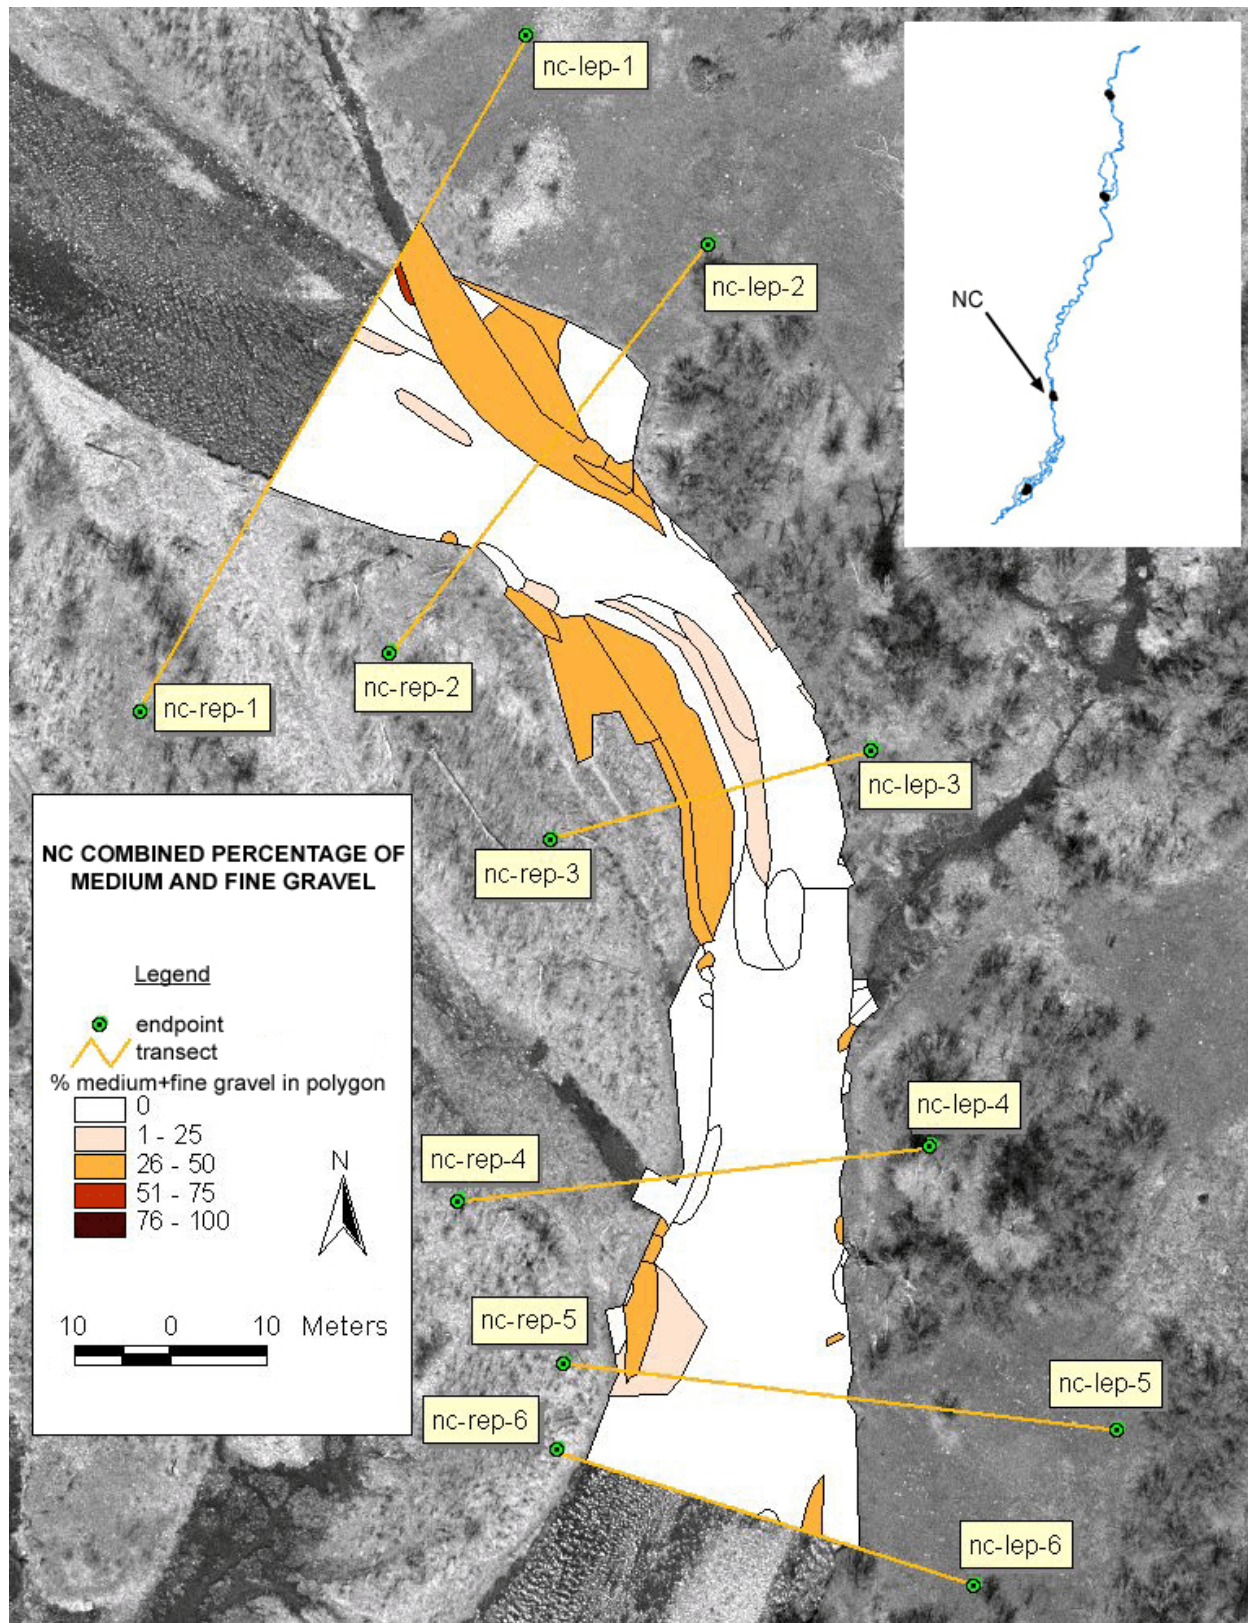 nc-lep-1
nc-lep-2
NC
nc-rep-2
nc-rep-1
nc-lep-3
nc-rep-3
NC COMBINED PERCENTAGE OF
MEDIUM AND FINE GRAVEL
Legend
endpoint
transect
% medium+fine gravel in polygon
0
1 - 25
26 - 50
51 - 75
76 - 100
N
10 0 10 Meters
nc-lep-4
nc-rep-4
nc-rep-5
nc-lep-5
nc-rep-6
nc-lep-6